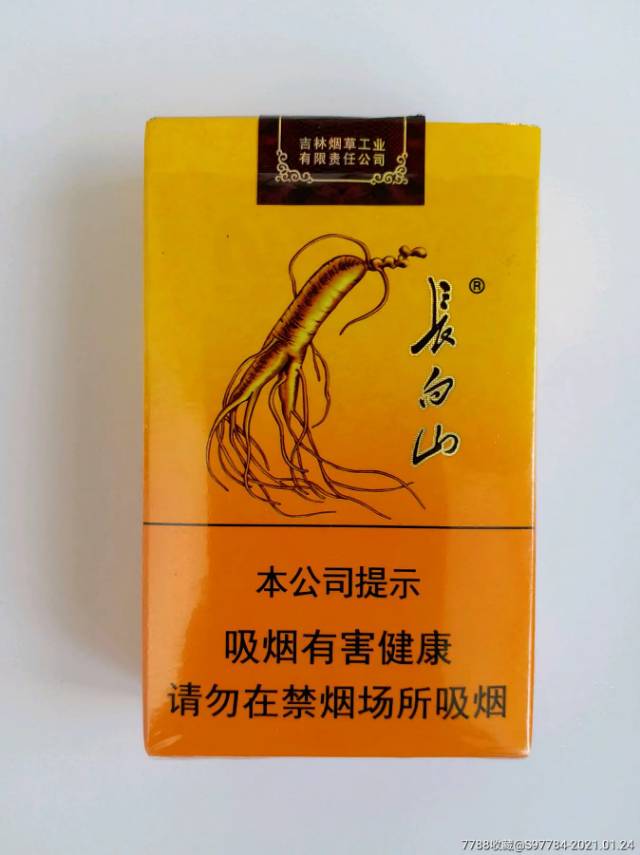 吉林烟草工业
有限责任公司
®
長白山
本公司提示
吸烟有害健康
请勿在禁烟场所吸烟
7788收藏@S97784-2021.01.24